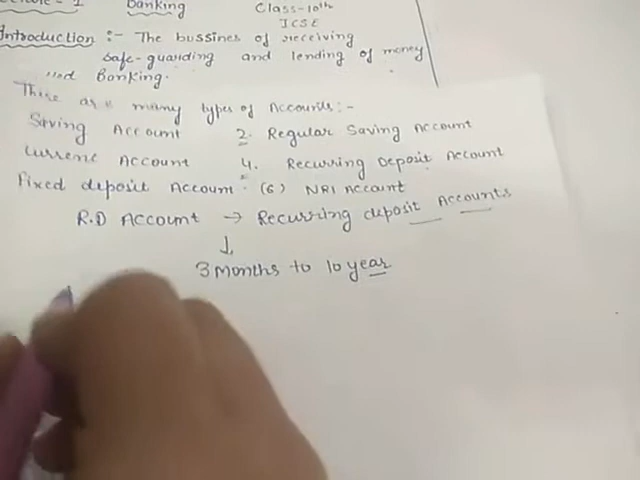 Banking Class-10th
ICSE
Introduction :- The bussines of receiving
safe-guarding and lending of money
Banking.
There are many types of Accounts:-
Saving Account 2. Regular Saving Account
Current Account 4. Recurring Deposit Account
Fixed deposit Account (6) NRI Account
R.D Account → Recurring deposit Accounts
↓
3 Months to 10 year